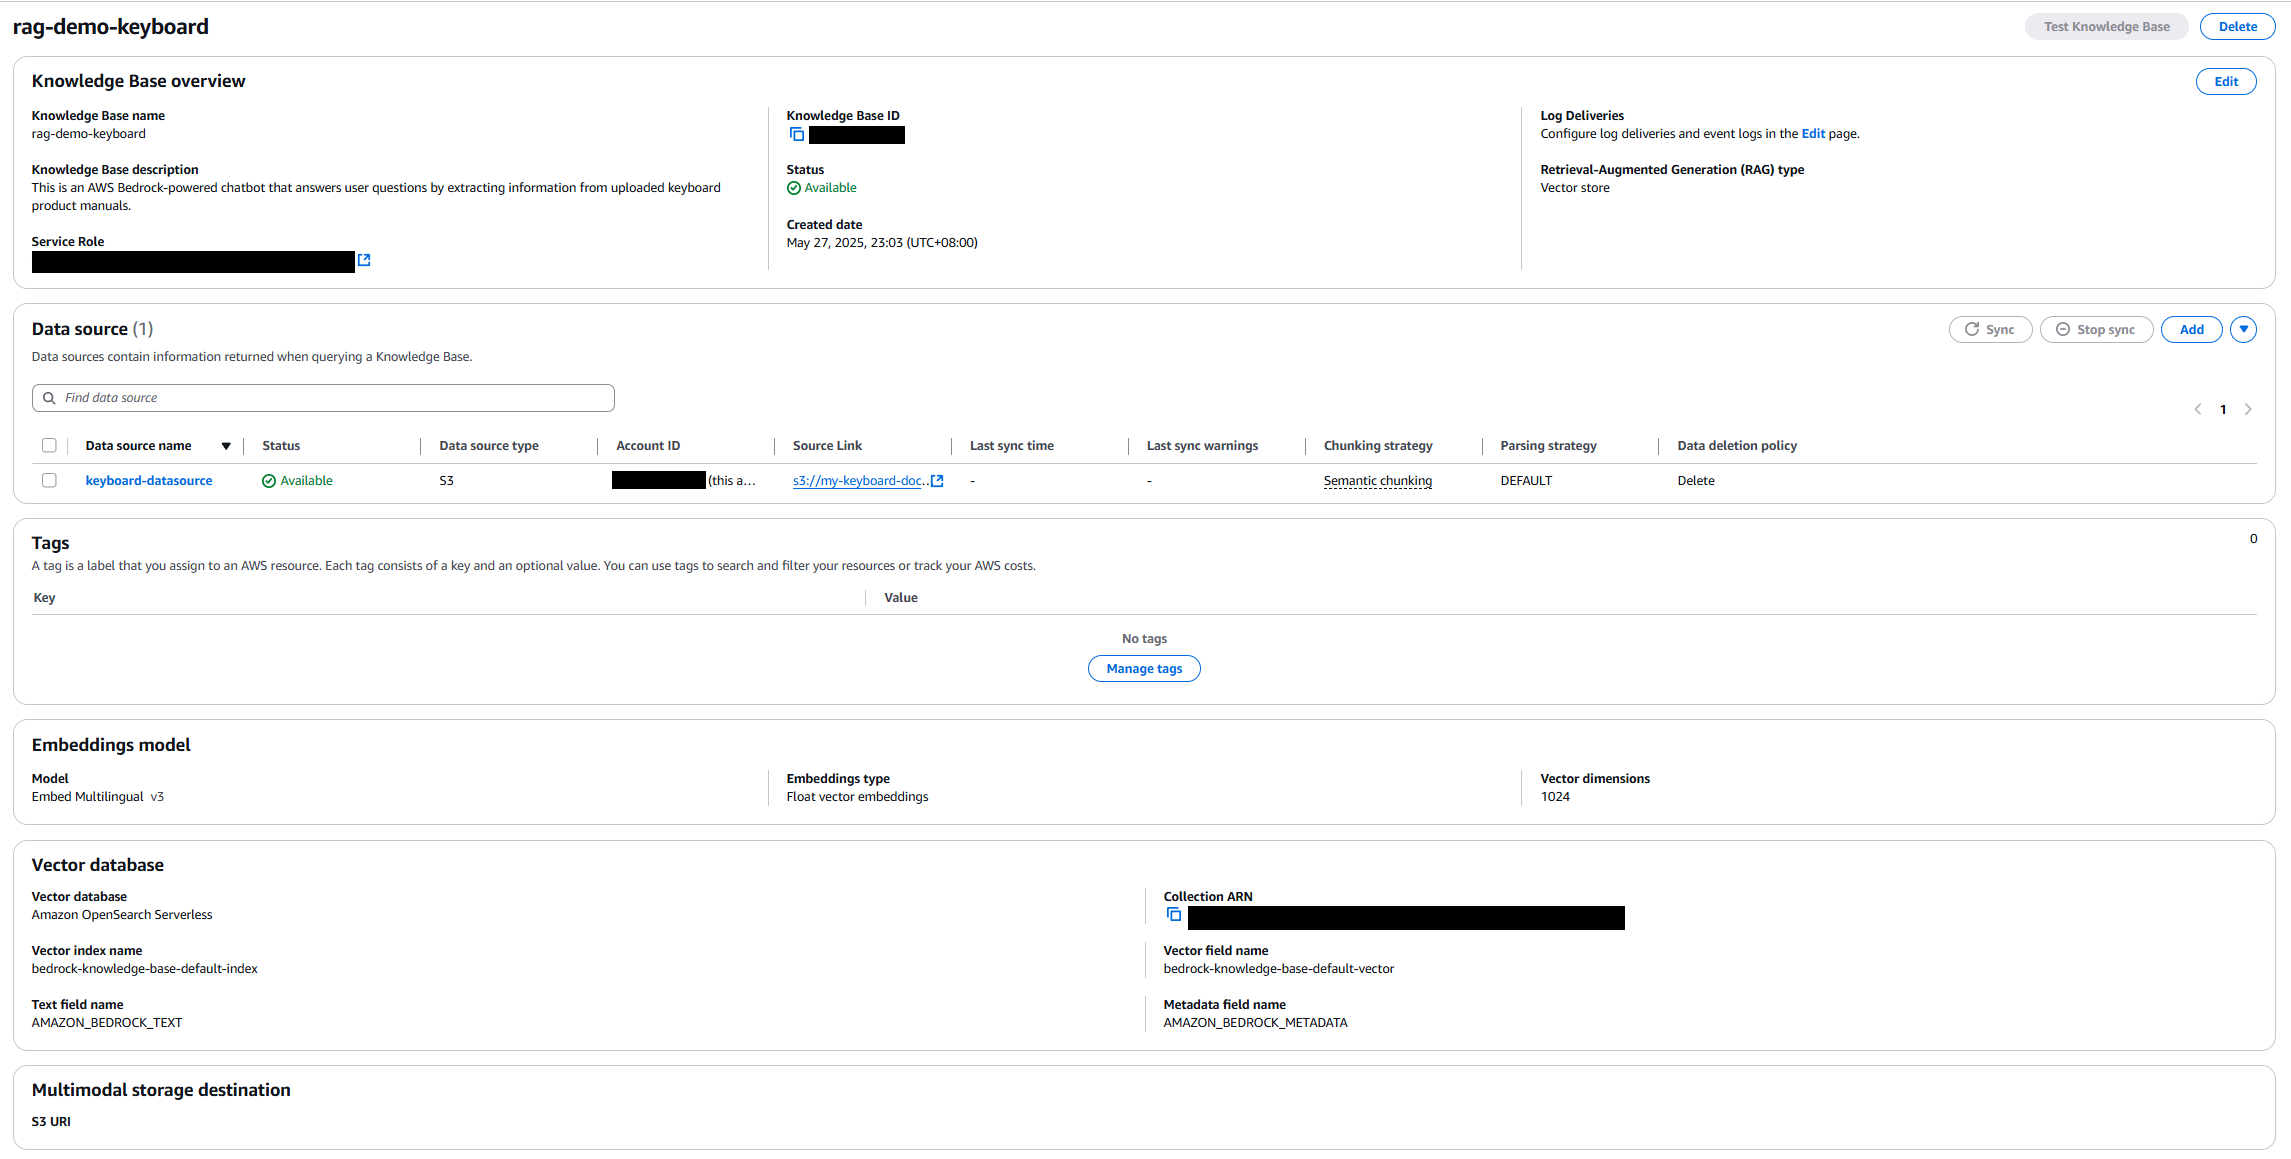 rag-demo-keyboard
Test Knowledge Base
Delete
Knowledge Base overview
Edit
Knowledge Base name
rag-demo-keyboard
Knowledge Base description
This is an AWS Bedrock-powered chatbot that answers user questions by extracting information from uploaded keyboard
product manuals.
Service Role
Knowledge Base ID
Status
Available
Created date
May 27, 2025, 23:03 (UTC+08:00)
Log Deliveries
Configure log deliveries and event logs in the Edit page.
Retrieval-Augmented Generation (RAG) type
Vector store
Data source (1)
Sync
Stop sync
Add
Data sources contain information returned when querying a Knowledge Base.
Find data source
1
Data source name Status Data source type Account ID Source Link Last sync time Last sync warnings Chunking strategy Parsing strategy Data deletion policy
keyboard-datasource Available S3 (this a... s3://my-keyboard-doc... - - Semantic chunking DEFAULT Delete
Tags
0
A tag is a label that you assign to an AWS resource. Each tag consists of a key and an optional value. You can use tags to search and filter your resources or track your AWS costs.
Key Value
No tags
Manage tags
Embeddings model
Model
Embed Multilingual v3
Embeddings type
Float vector embeddings
Vector dimensions
1024
Vector database
Vector database
Amazon OpenSearch Serverless
Collection ARN
Vector index name
bedrock-knowledge-base-default-index
Vector field name
bedrock-knowledge-base-default-vector
Text field name
AMAZON_BEDROCK_TEXT
Metadata field name
AMAZON_BEDROCK_METADATA
Multimodal storage destination
S3 URI